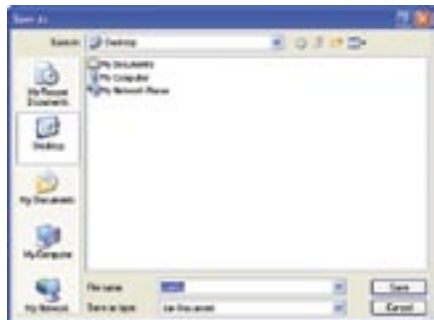 Save As
Save in:
Desktop
My Documents
My Computer
My Network Places
My Recent Documents
Desktop
My Documents
My Computer
My Network
File name:
Save
Save as type:
Cancel